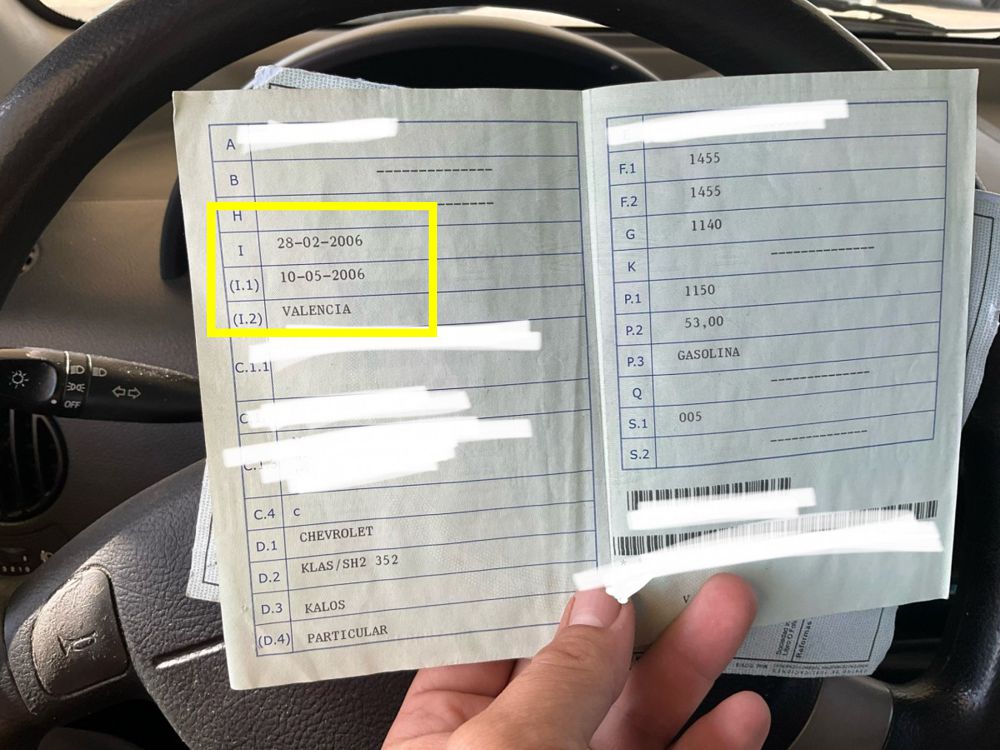 A
B --------------
H --------------
I 28-02-2006
(I.1) 10-05-2006
(I.2) VALENCIA
C.1.1
C.4 c
D.1 CHEVROLET
D.2 KLAS/SH2 352
D.3 KALOS
(D.4) PARTICULAR
F.1 1455
F.2 1455
G 1140
K --------------
P.1 1150
P.2 53,00
P.3 GASOLINA
Q --------------
S.1 005
S.2 --------------
V
Reformas
OFF